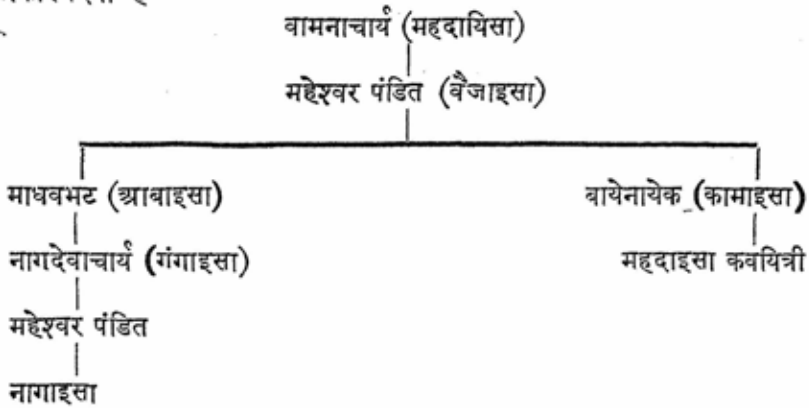 वामनाचार्य (महदायिसा)
महेश्वर पंडित (बैंजाइसा)
माधवभट (आबाइसा) वायेनायेक (कामाइसा)
नागदेवाचार्य (गंगाइसा) महदाइसा कवयित्री
महेश्वर पंडित
नागाइसा